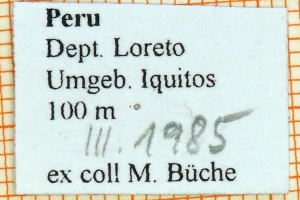 Peru
Dept. Loreto
Umgeb. Iquitos
100 m
III. 1985
ex coll M. Büche